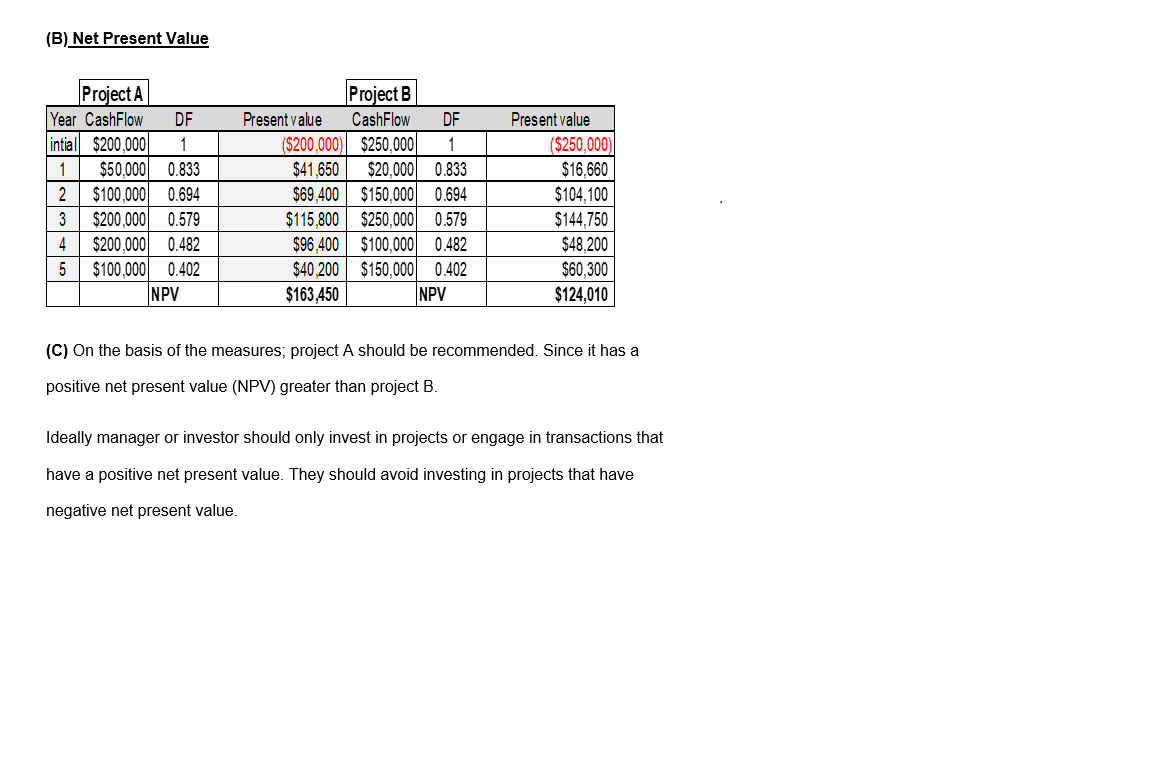 (B) Net Present Value
Project A Project B
Year CashFlow DF Present value CashFlow DF Present value
intial $200,000 1 ($200,000) $250,000 1 ($250,000)
1 $50,000 0.833 $41,650 $20,000 0.833 $16,660
2 $100,000 0.694 $69,400 $150,000 0.694 $104,100
3 $200,000 0.579 $115,800 $250,000 0.579 $144,750
4 $200,000 0.482 $96,400 $100,000 0.482 $48,200
5 $100,000 0.402 $40,200 $150,000 0.402 $60,300
NPV $163,450 NPV $124,010
(C) On the basis of the measures; project A should be recommended. Since it has a
positive net present value (NPV) greater than project B.
Ideally manager or investor should only invest in projects or engage in transactions that
have a positive net present value. They should avoid investing in projects that have
negative net present value.